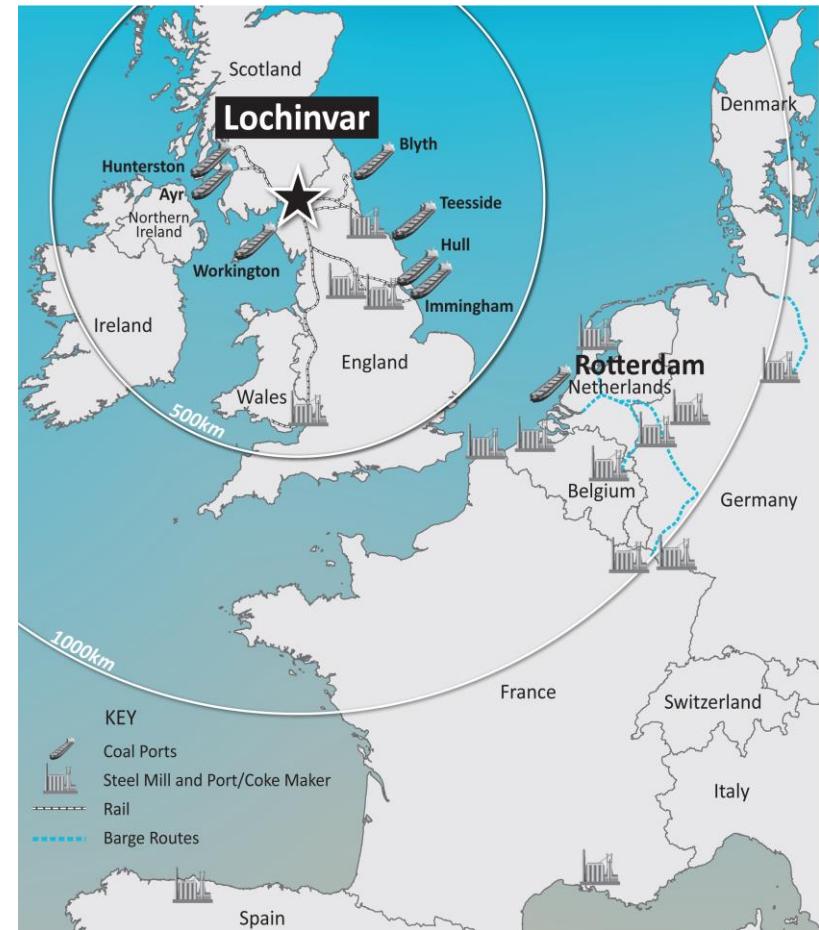 Scotland
Denmark
Lochinvar
Blyth
Hunterston
Ayr
Teesside
Northern
Ireland
Hull
Workington
Immingham
Ireland
England
Rotterdam
Netherlands
Wales
500km
Belgium
Germany
1000km
France
Switzerland
KEY
Coal Ports
Steel Mill and Port/Coke Maker
Italy
Rail
Barge Routes
Spain